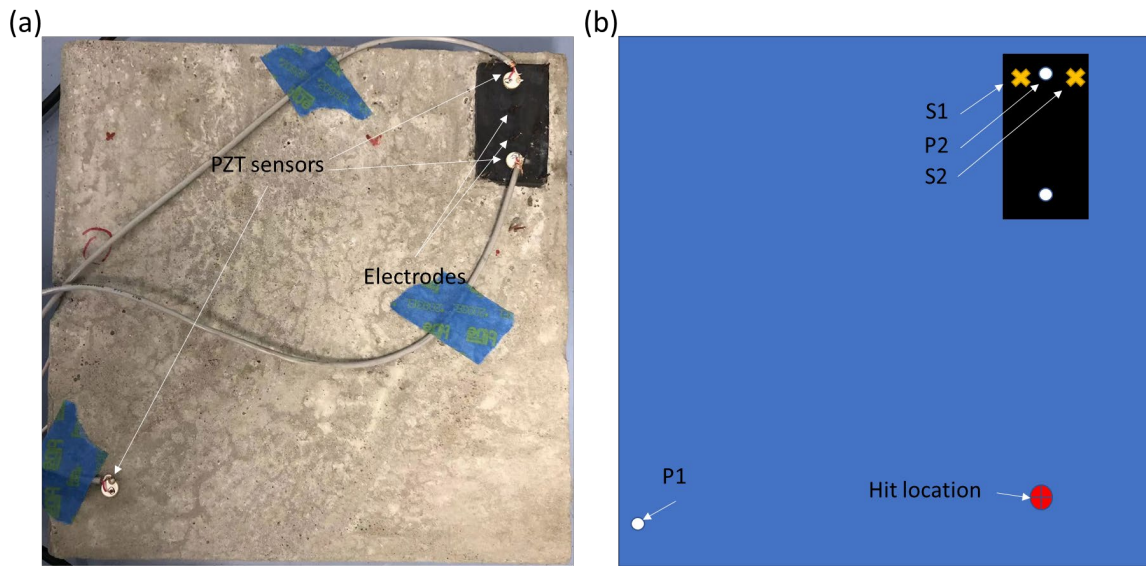 (a)
(b)
PZT sensors
Electrodes
S1
P2
S2
P1
Hit location